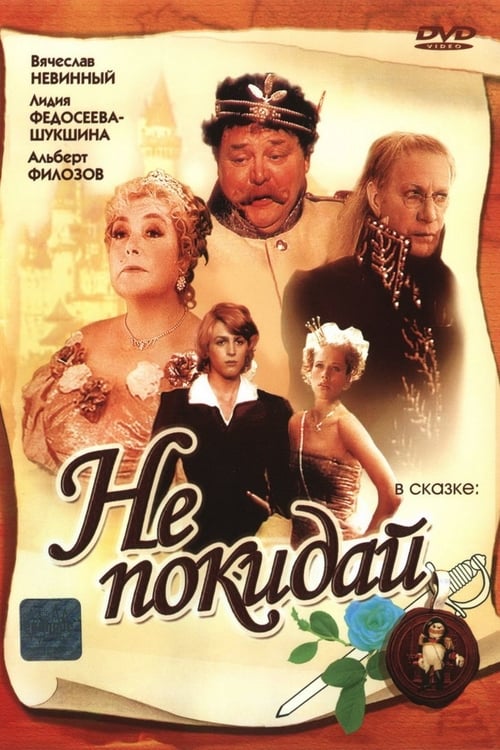 DVD
VIDEO
Вячеслав
НЕВИННЫЙ
Лидия
ФЕДОСЕЕВА-
ШУКШИНА
Альберт
ФИЛОЗОВ
в сказке:
Не
покидай